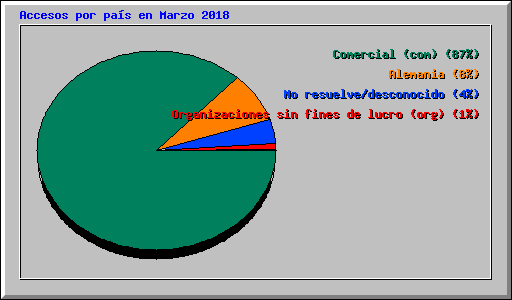 Accesos por país en Marzo 2018
Comercial (com) (87%)
Alemania (8%)
No resuelve/desconocido (4%)
Organizaciones sin fines de lucro (org) (1%)